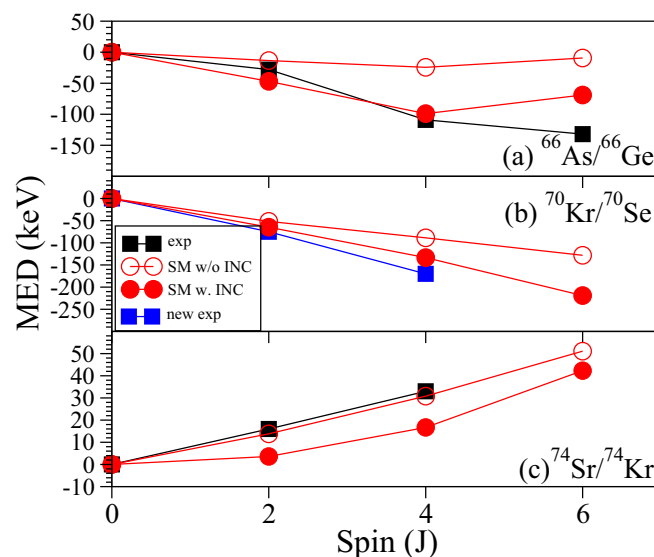 50
0
-50
-100
-150
(a) ⁶⁶As/⁶⁶Ge
0
-50
-100
-150
-200
-250
(b) ⁷⁰Kr/⁷⁰Se
exp
SM w/o INC
SM w. INC
new exp
MED (keV)
50
40
30
20
10
0
-10
(c) ⁷⁴Sr/⁷⁴Kr
0 2 4 6
Spin (J)